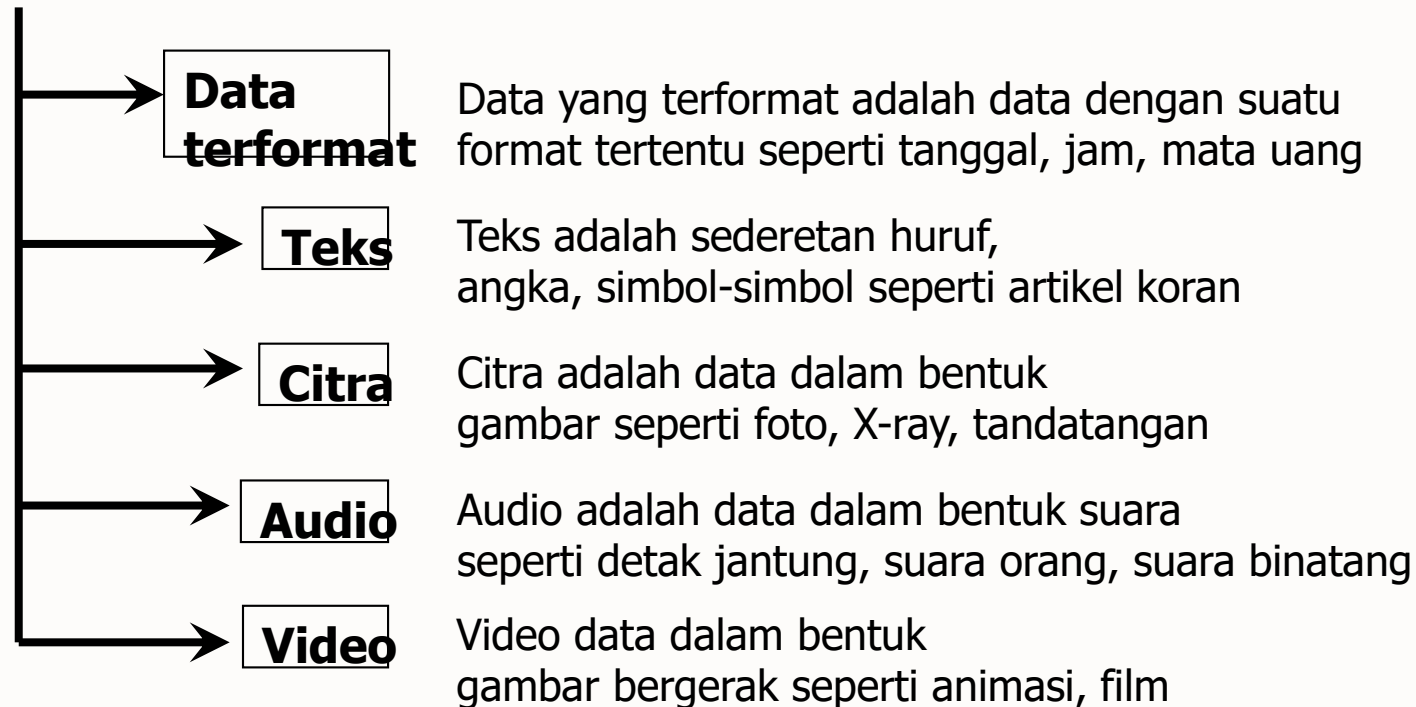 Data
terformat
Data yang terformat adalah data dengan suatu
format tertentu seperti tanggal, jam, mata uang
Teks
Teks adalah sederetan huruf,
angka, simbol-simbol seperti artikel koran
Citra
Citra adalah data dalam bentuk
gambar seperti foto, X-ray, tandatangan
Audio
Audio adalah data dalam bentuk suara
seperti detak jantung, suara orang, suara binatang
Video
Video data dalam bentuk
gambar bergerak seperti animasi, film